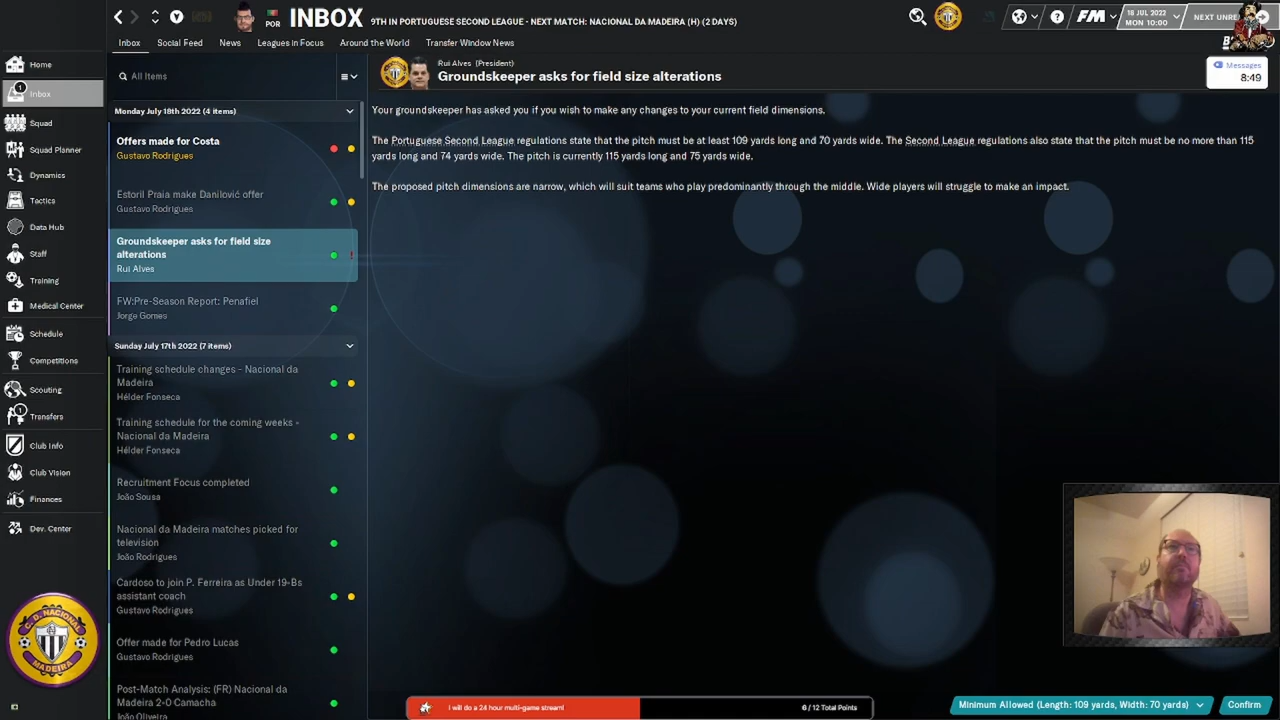 POR
INBOX
9TH IN PORTUGUESE SECOND LEAGUE - NEXT MATCH: NACIONAL DA MADEIRA (H) (2 DAYS)
FM
18 JUL 2022
MON 10:00
NEXT UNRE
Inbox
Social Feed
News
Leagues in Focus
Around the World
Transfer Window News
Home
Inbox
1
Squad
Squad Planner
Dynamics
Tactics
Data Hub
Staff
Training
Medical Center
Schedule
Competitions
Scouting
Transfers
1
Club Info
Club Vision
Finances
Dev. Center
C. D. NACIONAL
MADEIRA
All Items
Monday July 18th 2022 (4 items)
Offers made for Costa
Gustavo Rodrigues
Estoril Praia make Danilović offer
Gustavo Rodrigues
Groundskeeper asks for field size
alterations
Rui Alves
FW:Pre-Season Report: Penafiel
Jorge Gomes
Sunday July 17th 2022 (7 items)
Training schedule changes - Nacional da
Madeira
Hélder Fonseca
Training schedule for the coming weeks -
Nacional da Madeira
Hélder Fonseca
Recruitment Focus completed
João Sousa
Nacional da Madeira matches picked for
television
João Rodrigues
Cardoso to join P. Ferreira as Under 19-Bs
assistant coach
Gustavo Rodrigues
Offer made for Pedro Lucas
Gustavo Rodrigues
Post-Match Analysis: (FR) Nacional da
Madeira 2-0 Camacha
João Oliveira
Rui Alves (President)
Groundskeeper asks for field size alterations
Messages
8:49
Your groundskeeper has asked you if you wish to make any changes to your current field dimensions.
The Portuguese Second League regulations state that the pitch must be at least 109 yards long and 70 yards wide. The Second League regulations also state that the pitch must be no more than 115
yards long and 74 yards wide. The pitch is currently 115 yards long and 75 yards wide.
The proposed pitch dimensions are narrow, which will suit teams who play predominantly through the middle. Wide players will struggle to make an impact.
I will do a 24 hour multi-game stream!
6 / 12 Total Points
Minimum Allowed (Length: 109 yards, Width: 70 yards)
Confirm